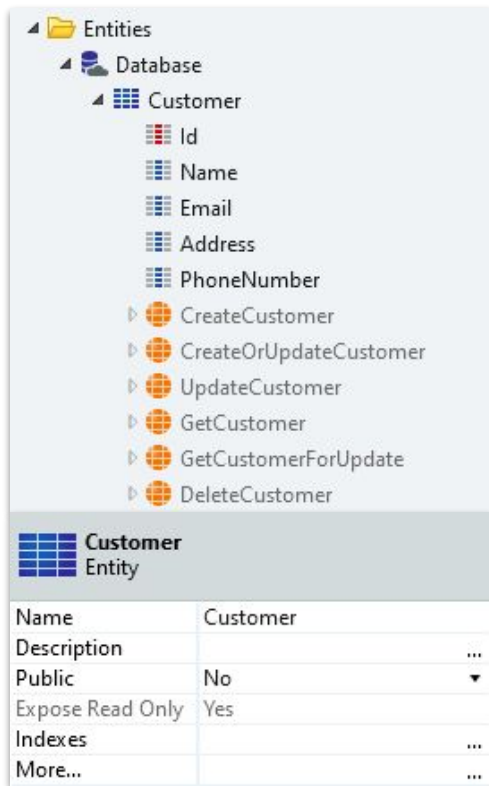 Entities
Database
Customer
Id
Name
Email
Address
PhoneNumber
CreateCustomer
CreateOrUpdateCustomer
UpdateCustomer
GetCustomer
GetCustomerForUpdate
DeleteCustomer
Customer
Entity
Name Customer
Description ...
Public No
Expose Read Only Yes
Indexes ...
More... ...